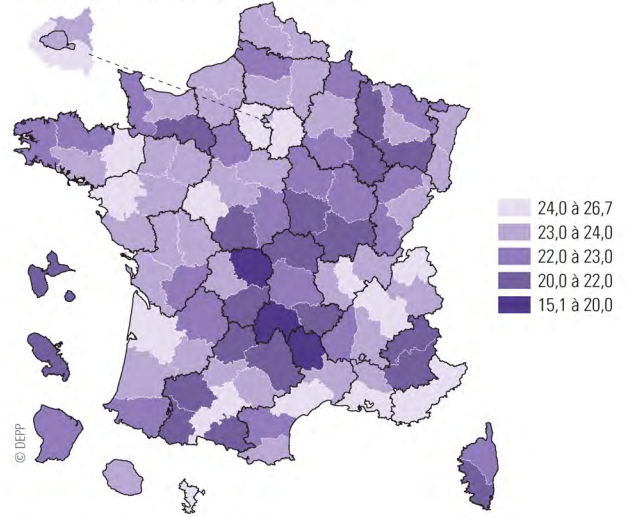 24,0 à 26,7
23,0 à 24,0
22,0 à 23,0
20,0 à 22,0
15,1 à 20,0
© DEPP